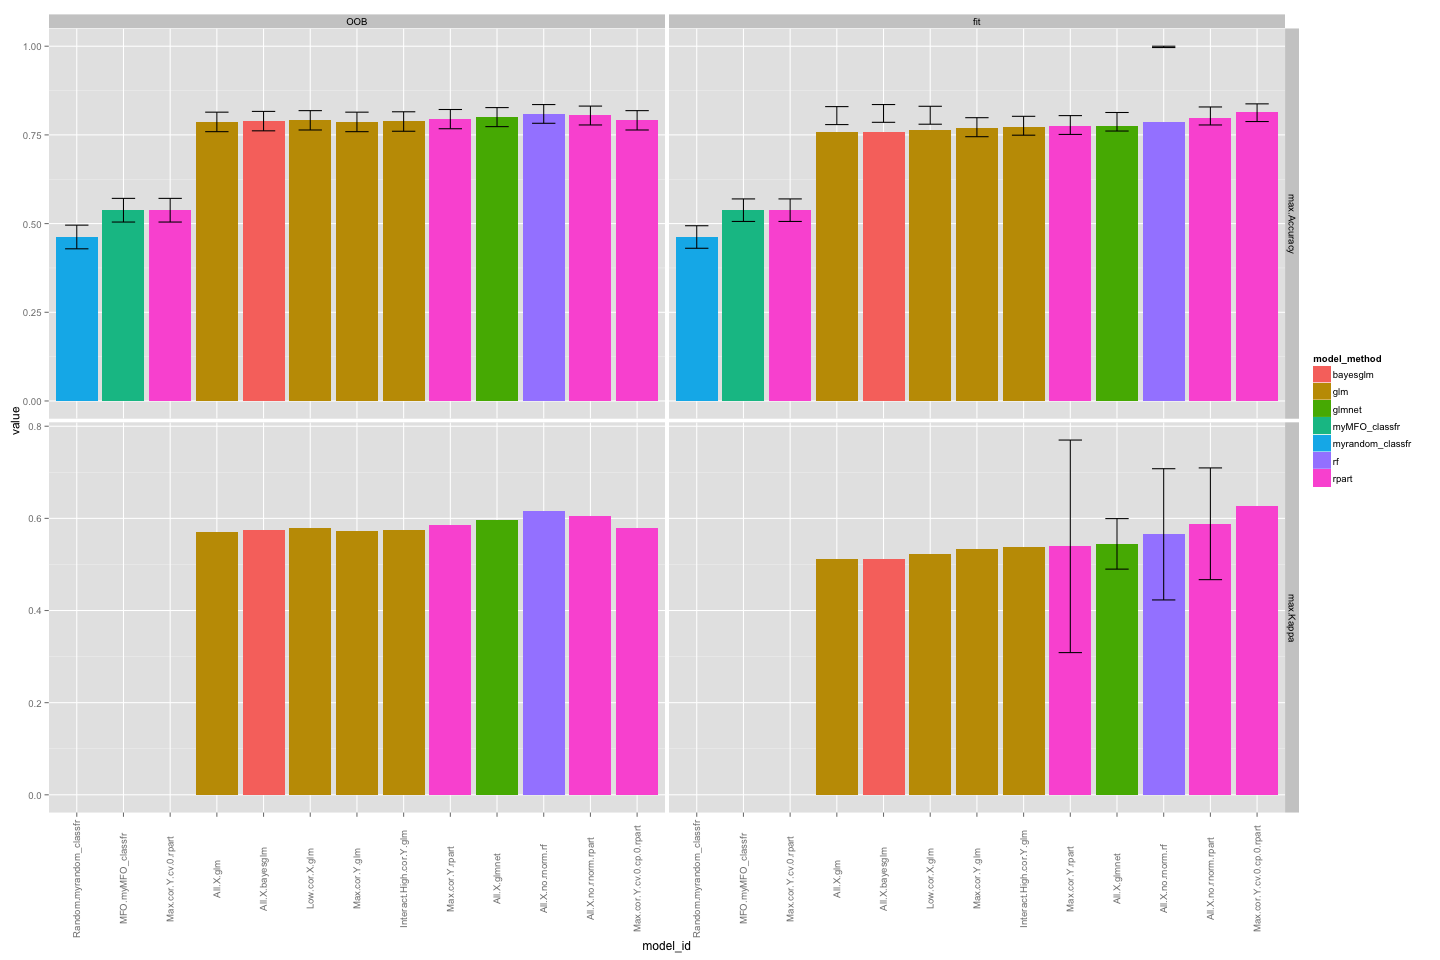 OOB
fit
1.00
0.75
0.50
0.25
0.00
max.Accuracy
0.8
0.6
0.4
0.2
0.0
max.Kappa
value
Random.myrandom_classfr
MFO.myMFO_classfr
Max.cor.Y.cv.0.rpart
All.X.glm
All.X.bayesglm
Low.cor.X.glm
Max.cor.Y.glm
Interact.High.cor.Y.glm
Max.cor.Y.rpart
All.X.glmnet
All.X.no.rnorm.rf
All.X.no.rnorm.rpart
Max.cor.Y.cv.0.cp.0.rpart
Random.myrandom_classfr
MFO.myMFO_classfr
Max.cor.Y.cv.0.rpart
All.X.glm
All.X.bayesglm
Low.cor.X.glm
Max.cor.Y.glm
Interact.High.cor.Y.glm
Max.cor.Y.rpart
All.X.glmnet
All.X.no.rnorm.rf
All.X.no.rnorm.rpart
Max.cor.Y.cv.0.cp.0.rpart
model_id
model_method
bayesglm
glm
glmnet
myMFO_classfr
myrandom_classfr
rf
rpart